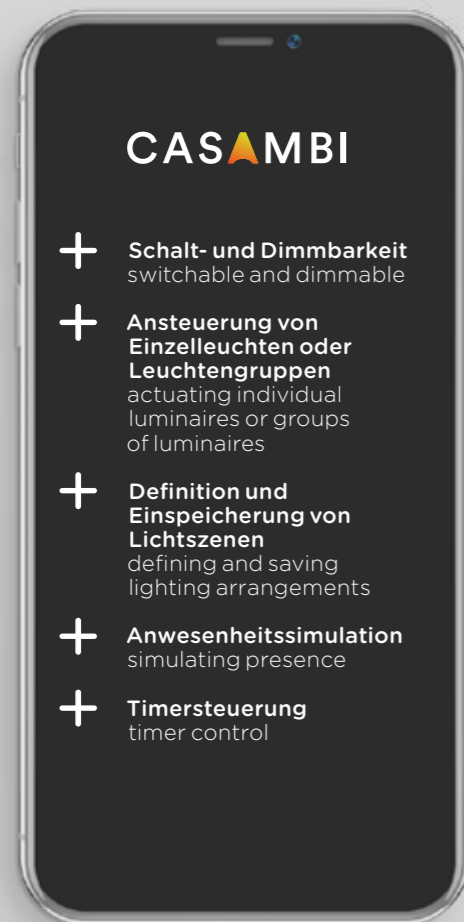 CASAMBI
+ Schalt- und Dimmbarkeit
switchable and dimmable
+ Ansteuerung von
Einzelleuchten oder
Leuchtengruppen
actuating individual
luminaires or groups
of luminaires
+ Definition und
Einspeicherung von
Lichtszenen
defining and saving
lighting arrangements
+ Anwesenheitssimulation
simulating presence
+ Timersteuerung
timer control